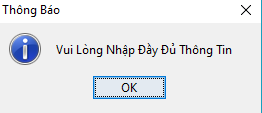 Thông Báo
Vui Lòng Nhập Đầy Đủ Thông Tin
OK